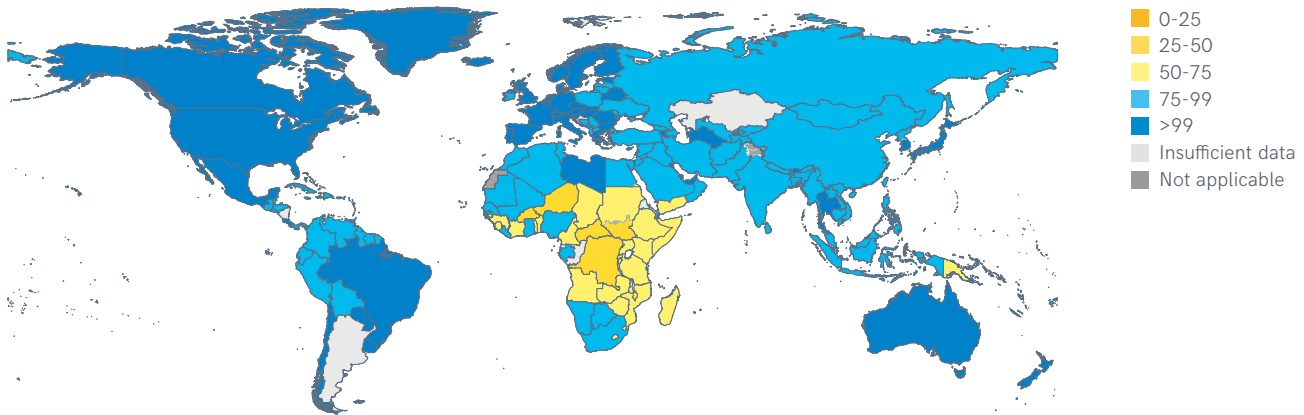 0-25
25-50
50-75
75-99
>99
Insufficient data
Not applicable